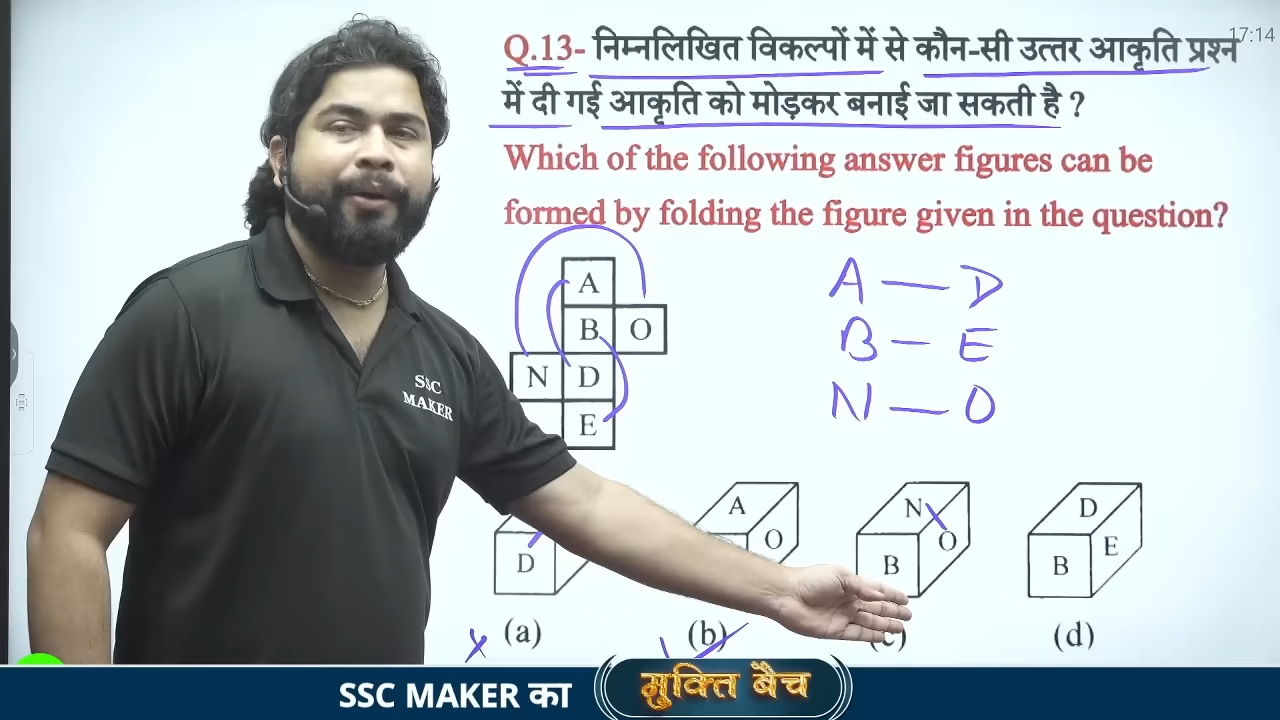 17:14
Q.13- निम्नलिखित विकल्पों में से कौन-सी उत्तर आकृति प्रश्न
में दी गई आकृति को मोड़कर बनाई जा सकती है ?
Which of the following answer figures can be
formed by folding the figure given in the question?
A
B O
N D
E
A — D
B — E
N — O
SSC
MAKER
D
A
O
N
O
B
D
E
B
(a)
(b)
(d)
SSC MAKER का
मुक्ति बैच